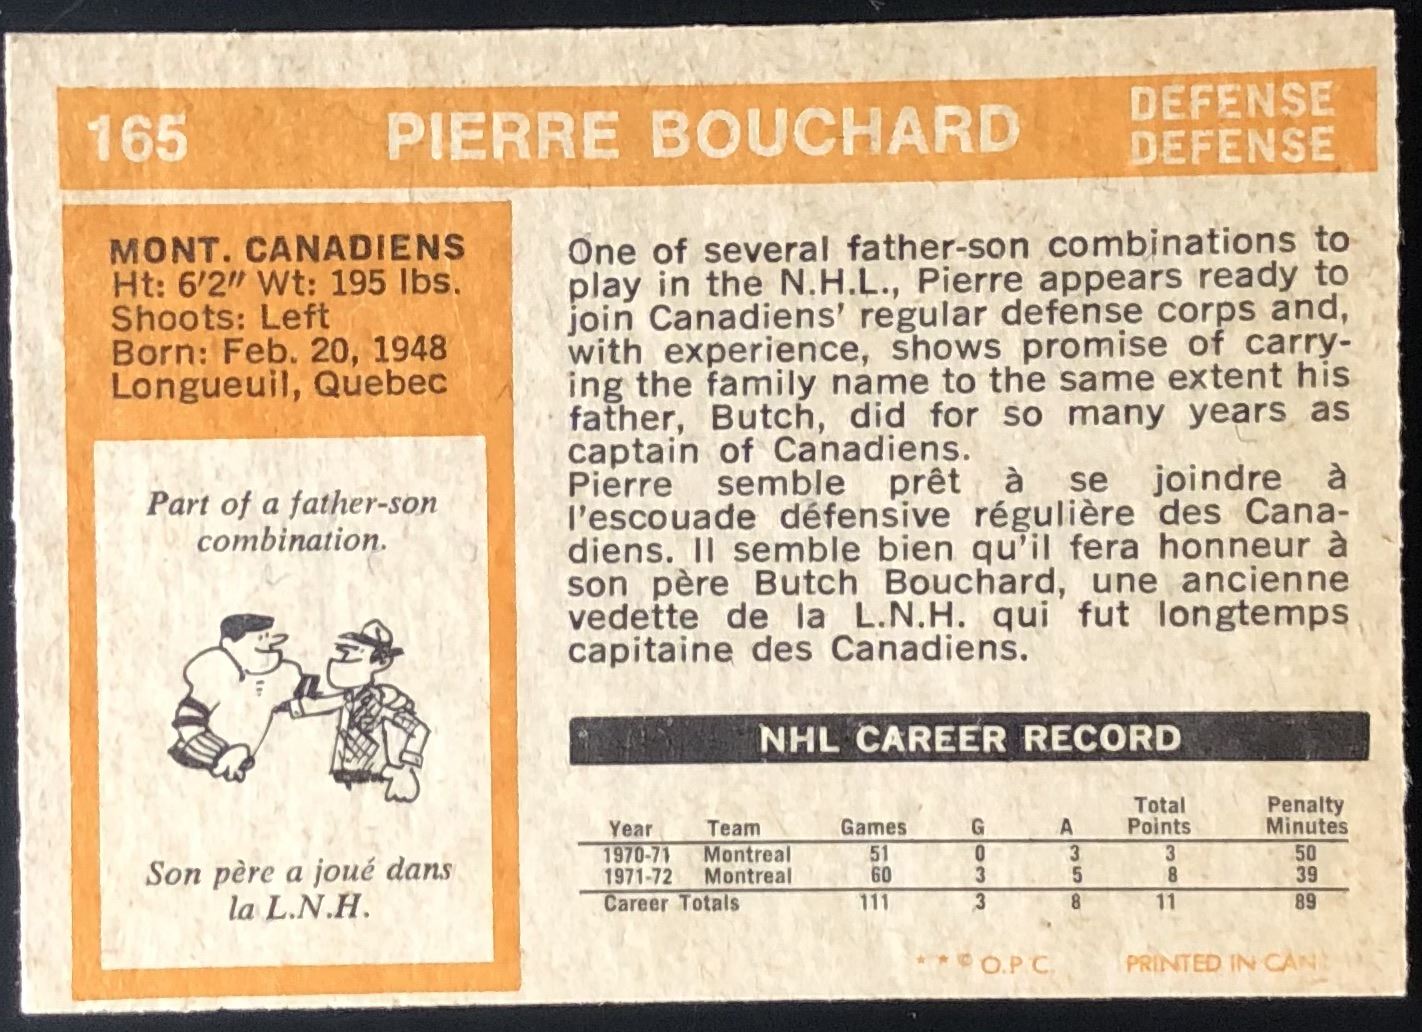 165
PIERRE BOUCHARD
DEFENSE
DEFENSE
MONT. CANADIENS
Ht: 6'2" Wt: 195 lbs.
Shoots: Left
Born: Feb. 20, 1948
Longueuil, Quebec
Part of a father-son
combination.
Son père a joué dans
la L.N.H.
One of several father-son combinations to
play in the N.H.L., Pierre appears ready to
join Canadiens' regular defense corps and,
with experience, shows promise of carry-
ing the family name to the same extent his
father, Butch, did for so many years as
captain of Canadiens.
Pierre semble prêt à se joindre à
l'escouade défensive régulière des Cana-
diens. Il semble bien qu'il fera honneur à
son père Butch Bouchard, une ancienne
vedette de la L.N.H. qui fut longtemps
capitaine des Canadiens.
NHL CAREER RECORD
Year Team Games G A Total Points Penalty Minutes
1970-71 Montreal 51 0 3 3 50
1971-72 Montreal 60 3 5 8 39
Career Totals 111 3 8 11 89
* * © O.P.C. PRINTED IN CAN